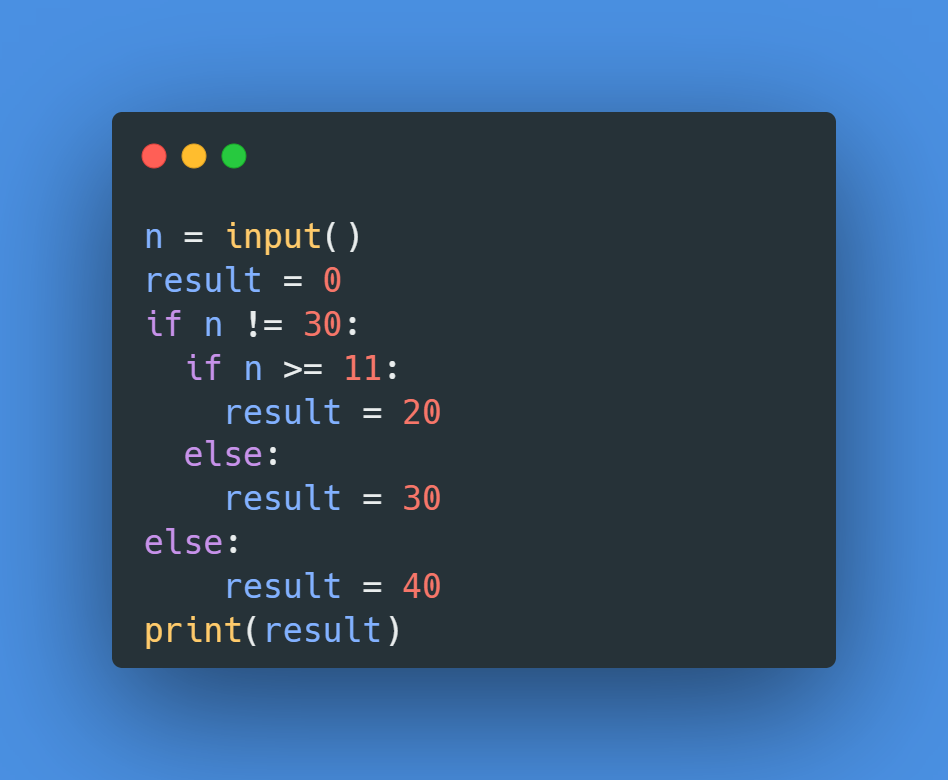 n = input()
result = 0
if n != 30:
  if n >= 11:
    result = 20
  else:
    result = 30
else:
    result = 40
print(result)